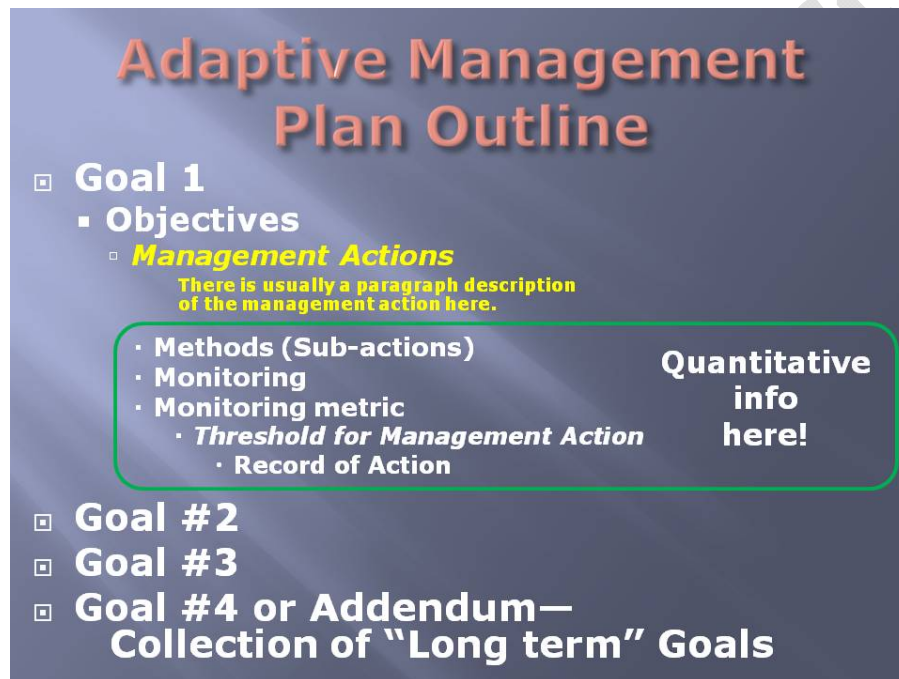 Adaptive Management
Plan Outline
Goal 1
Objectives
Management Actions
There is usually a paragraph description
of the management action here.
Methods (Sub-actions)
Monitoring
Monitoring metric
Threshold for Management Action
Record of Action
Quantitative
info
here!
Goal #2
Goal #3
Goal #4 or Addendum—
Collection of “Long term” Goals